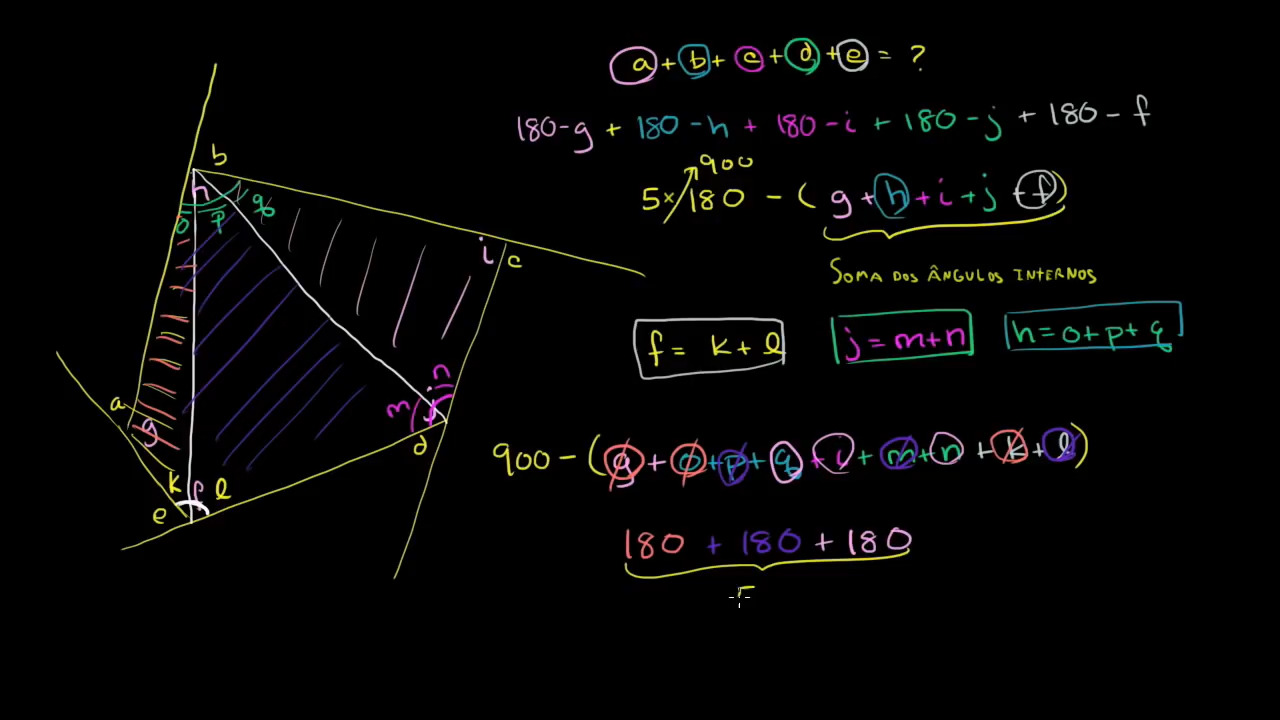 a + b + c + d + e = ?
180-g + 180-h + 180-i + 180-j + 180-f
900
5×180 - (g+h+i+j+f)
SOMA DOS ÂNGULOS INTERNOS
f = k+l
j = m+n
h=o+p+q
900-(g+o+p+q+i+m+n+k+l)
180 + 180 + 180
b
h
o
p
q
i
c
n
m
j
d
a
g
k
f
l
e